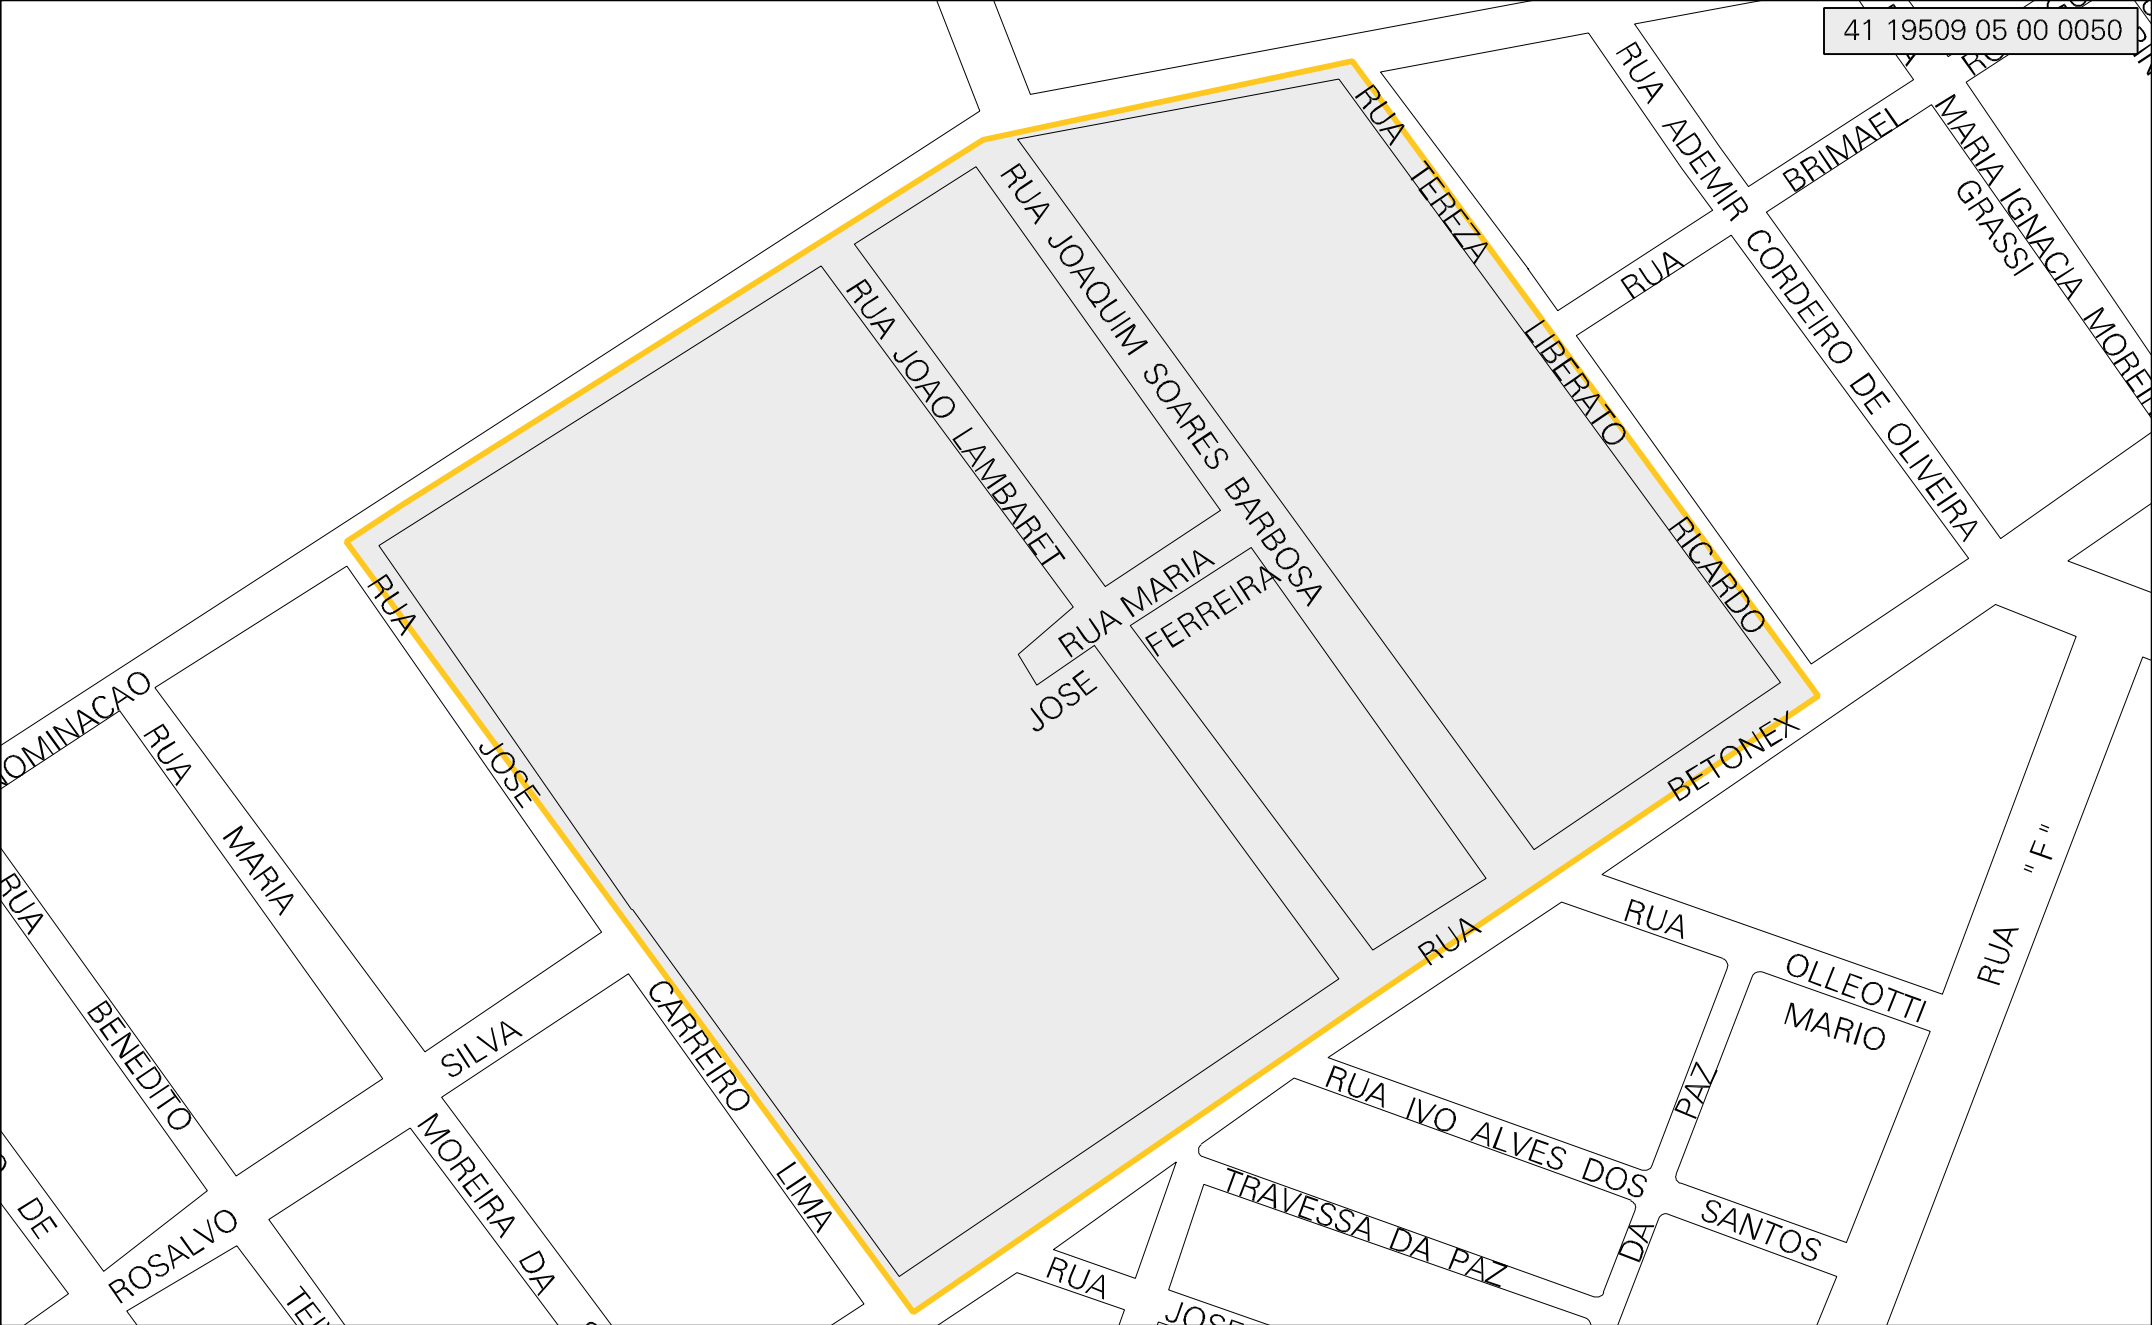 41 19509 05 00 0050
RUA ADEMIR CORDEIRO DE OLIVEIRA
RUA BRIMAEL
MARIA IGNACIA
GRASSI
RUA TEREZA LIBERATO RICARDO
RUA JOAQUIM SOARES BARBOSA
RUA JOAO LAMBARET
RUA MARIA
FERREIRA
JOSE
RUA JOSE CARREIRO LIMA
RUA BETONEX
RUA MARIA MOREIRA DA
RUA BENEDITO
DE
ROSALVO SILVA
RUA OLLEOTTI
MARIO
RUA "F"
RUA IVO ALVES DOS SANTOS
DA PAZ
TRAVESSA DA PAZ
RUA
JOSE